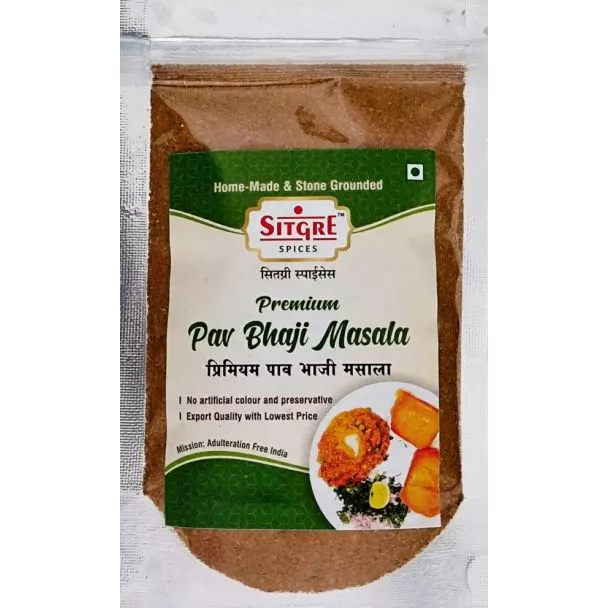 Home-Made & Stone Grounded
SITGRE™
SPICES
सितग्री स्पाईसेस
Premium
Pav Bhaji Masala
प्रिमियम पाव भाजी मसाला
| No artificial colour and preservative
| Export Quality with Lowest Price
Mission: Adulteration Free India